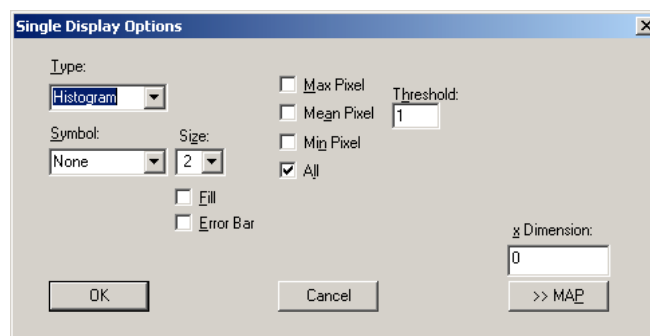 Single Display Options
Type:
Histogram
Max Pixel
Threshold:
Mean Pixel
1
Symbol:
Size:
Min Pixel
None
2
All
Fill
Error Bar
x Dimension:
0
OK
Cancel
>> MAP